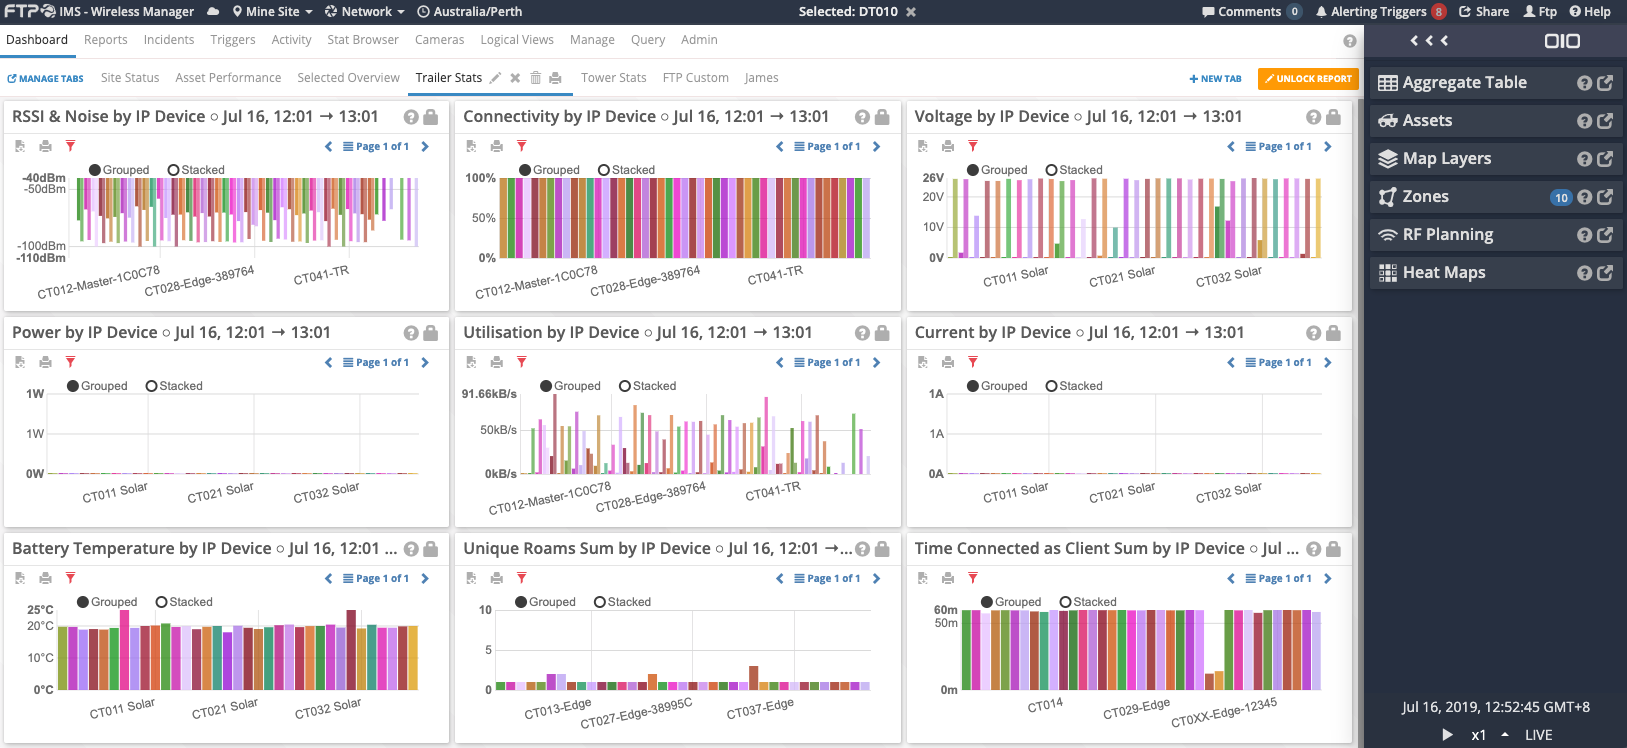 FTP IMS - Wireless Manager Mine Site Network Australia/Perth Selected: DT010 Comments 0 Alerting Triggers 8 Share Ftp Help
Dashboard Reports Incidents Triggers Activity Stat Browser Cameras Logical Views Manage Query Admin
MANAGE TABS Site Status Asset Performance Selected Overview Trailer Stats Tower Stats FTP Custom James + NEW TAB UNLOCK REPORT
RSSI & Noise by IP Device ○ Jul 16, 12:01 → 13:01
Page 1 of 1
Grouped Stacked
-40dBm
-50dBm
-100dBm
-110dBm
CT012-Master-1C0C78 CT028-Edge-389764 CT041-TR
Connectivity by IP Device ○ Jul 16, 12:01 → 13:01
Page 1 of 1
Grouped Stacked
100%
50%
0%
CT012-Master-1C0C78 CT028-Edge-389764 CT041-TR
Voltage by IP Device ○ Jul 16, 12:01 → 13:01
Page 1 of 1
Grouped Stacked
26V
20V
10V
0V
CT011 Solar CT021 Solar CT032 Solar
Power by IP Device ○ Jul 16, 12:01 → 13:01
Page 1 of 1
Grouped Stacked
1W
1W
0W
CT011 Solar CT021 Solar CT032 Solar
Utilisation by IP Device ○ Jul 16, 12:01 → 13:01
Page 1 of 1
Grouped Stacked
91.66kB/s
50kB/s
0kB/s
CT012-Master-1C0C78 CT028-Edge-389764 CT041-TR
Current by IP Device ○ Jul 16, 12:01 → 13:01
Page 1 of 1
Grouped Stacked
1A
1A
0A
CT011 Solar CT021 Solar CT032 Solar
Battery Temperature by IP Device ○ Jul 16, 12:01 ...
Page 1 of 1
Grouped Stacked
25°C
20°C
10°C
0°C
CT011 Solar CT021 Solar CT032 Solar
Unique Roams Sum by IP Device ○ Jul 16, 12:01 →...
Page 1 of 1
Grouped Stacked
10
5
0
CT013-Edge CT027-Edge-38995C CT037-Edge
Time Connected as Client Sum by IP Device ○ Jul ...
Page 1 of 1
Grouped Stacked
60m
50m
0m
CT014 CT029-Edge CT0XX-Edge-12345
Aggregate Table
Assets
Map Layers
Zones 10
RF Planning
Heat Maps
Jul 16, 2019, 12:52:45 GMT+8
x1 LIVE